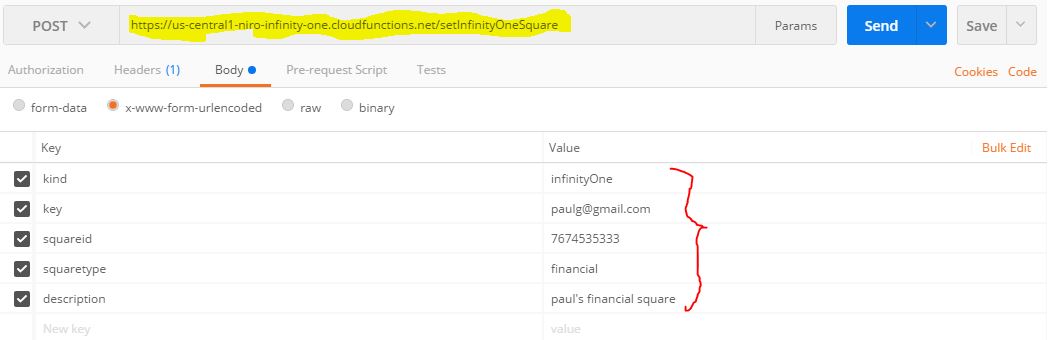 POST https://us-central1-niro-infinity-one.cloudfunctions.net/setInfinityOneSquare Params Send Save
Authorization Headers (1) Body Pre-request Script Tests Cookies Code
form-data x-www-form-urlencoded raw binary
Key Value Bulk Edit
kind infinityOne
key paulg@gmail.com
squareid 7674535333
squaretype financial
description paul's financial square
New key value